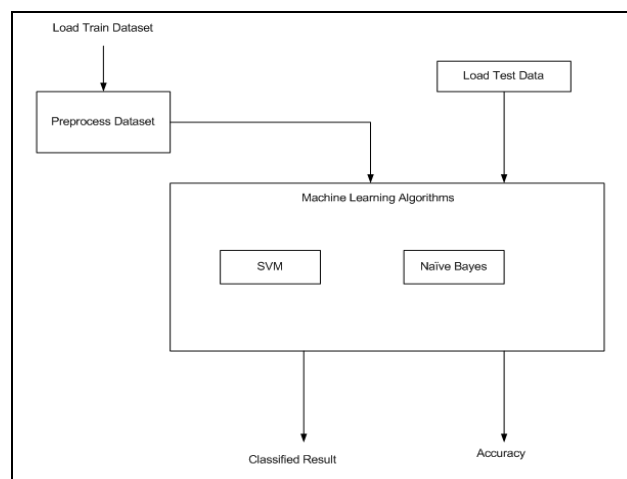 Load Train Dataset
Load Test Data
Preprocess Dataset
Machine Learning Algorithms
SVM
Naïve Bayes
Classified Result
Accuracy